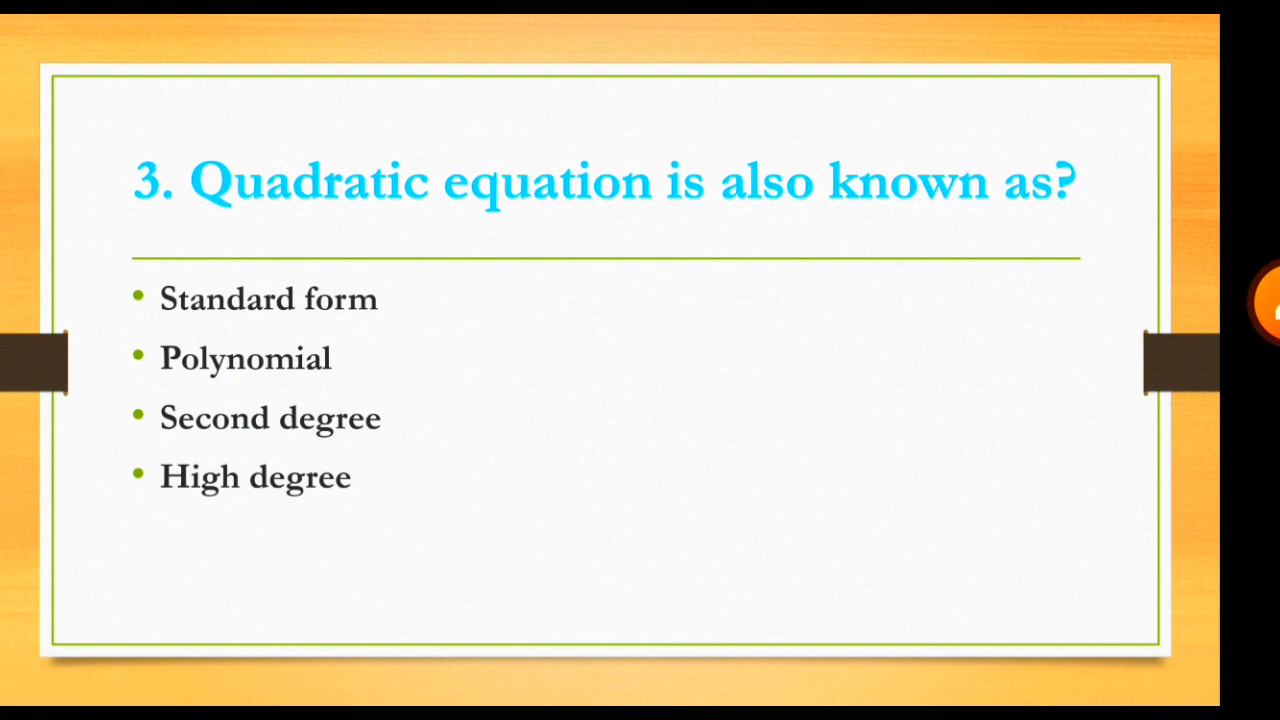 3. Quadratic equation is also known as?
• Standard form
• Polynomial
• Second degree
• High degree